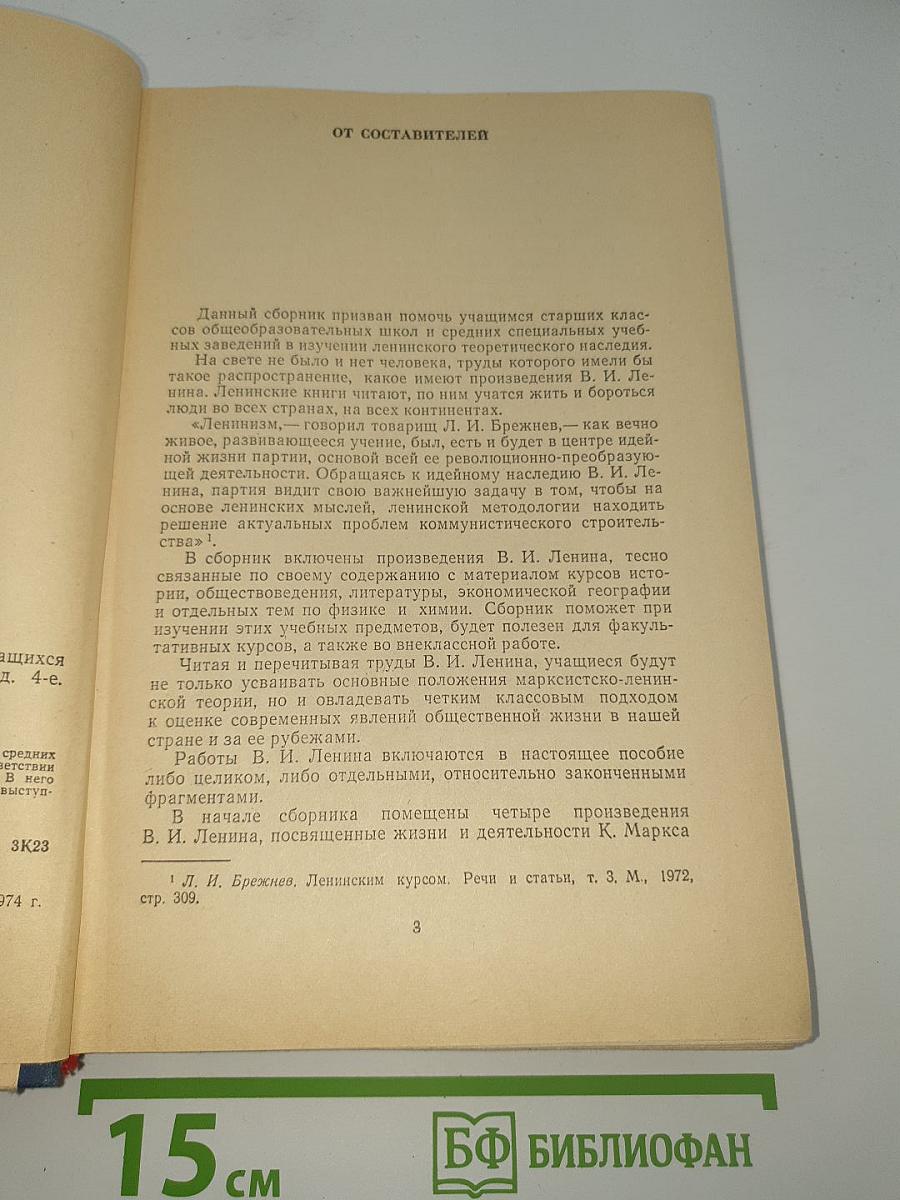 ащихся
д. 4-е.
средних
ветствии
В него
выступ-
3К23
974 г.
ОТ СОСТАВИТЕЛЕЙ
Данный сборник призван помочь учащимся старших клас-
сов общеобразовательных школ и средних специальных учеб-
ных заведений в изучении ленинского теоретического наследия.
На свете не было и нет человека, труды которого имели бы
такое распространение, какое имеют произведения В. И. Ле-
нина. Ленинские книги читают, по ним учатся жить и бороться
люди во всех странах, на всех континентах.
«Ленинизм,— говорил товарищ Л. И. Брежнев,— как вечно
живое, развивающееся учение, был, есть и будет в центре идей-
ной жизни партии, основой всей ее революционно-преобразую-
щей деятельности. Обращаясь к идейному наследию В. И. Ле-
нина, партия видит свою важнейшую задачу в том, чтобы на
основе ленинских мыслей, ленинской методологии находить
решение актуальных проблем коммунистического строитель-
ства» ¹.
В сборник включены произведения В. И. Ленина, тесно
связанные по своему содержанию с материалом курсов исто-
рии, обществоведения, литературы, экономической географии
и отдельных тем по физике и химии. Сборник поможет при
изучении этих учебных предметов, будет полезен для факуль-
тативных курсов, а также во внеклассной работе.
Читая и перечитывая труды В. И. Ленина, учащиеся будут
не только усваивать основные положения марксистско-ленин-
ской теории, но и овладевать четким классовым подходом
к оценке современных явлений общественной жизни в нашей
стране и за ее рубежами.
Работы В. И. Ленина включаются в настоящее пособие
либо целиком, либо отдельными, относительно законченными
фрагментами.
В начале сборника помещены четыре произведения
В. И. Ленина, посвященные жизни и деятельности К. Маркса
¹ Л. И. Брежнев. Ленинским курсом. Речи и статьи, т. 3. М., 1972,
стр. 309.
3
15 см
БФ БИБЛИОФАН